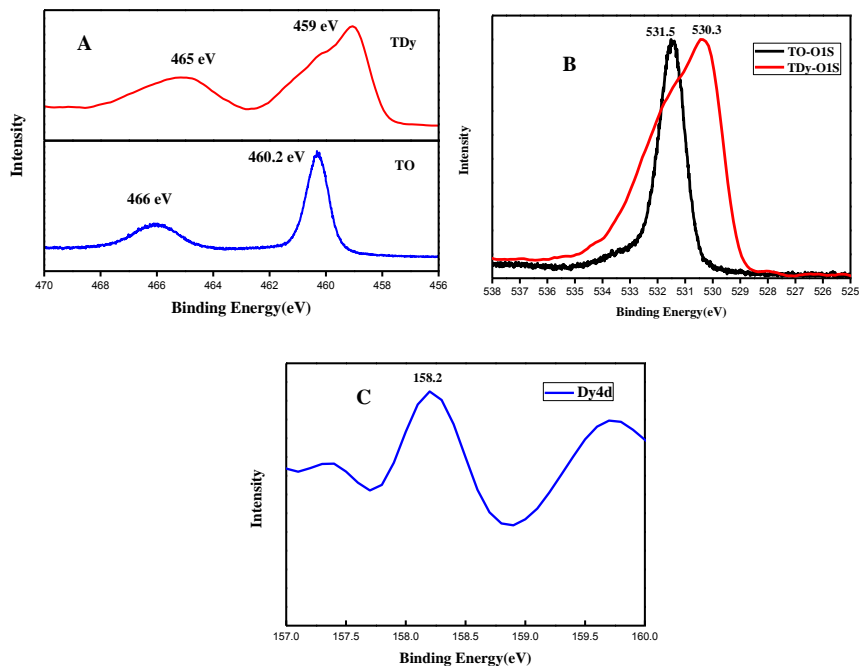 A
465 eV
459 eV
TDy
466 eV
460.2 eV
TO
Intensity
470 468 466 464 462 460 458 456
Binding Energy(eV)
B
531.5
530.3
TO-O1S
TDy-O1S
Intensity
538 537 536 535 534 533 532 531 530 529 528 527 526 525
Binding Energy(eV)
C
158.2
Dy4d
Intensity
157.0 157.5 158.0 158.5 159.0 159.5 160.0
Binding Energy(eV)